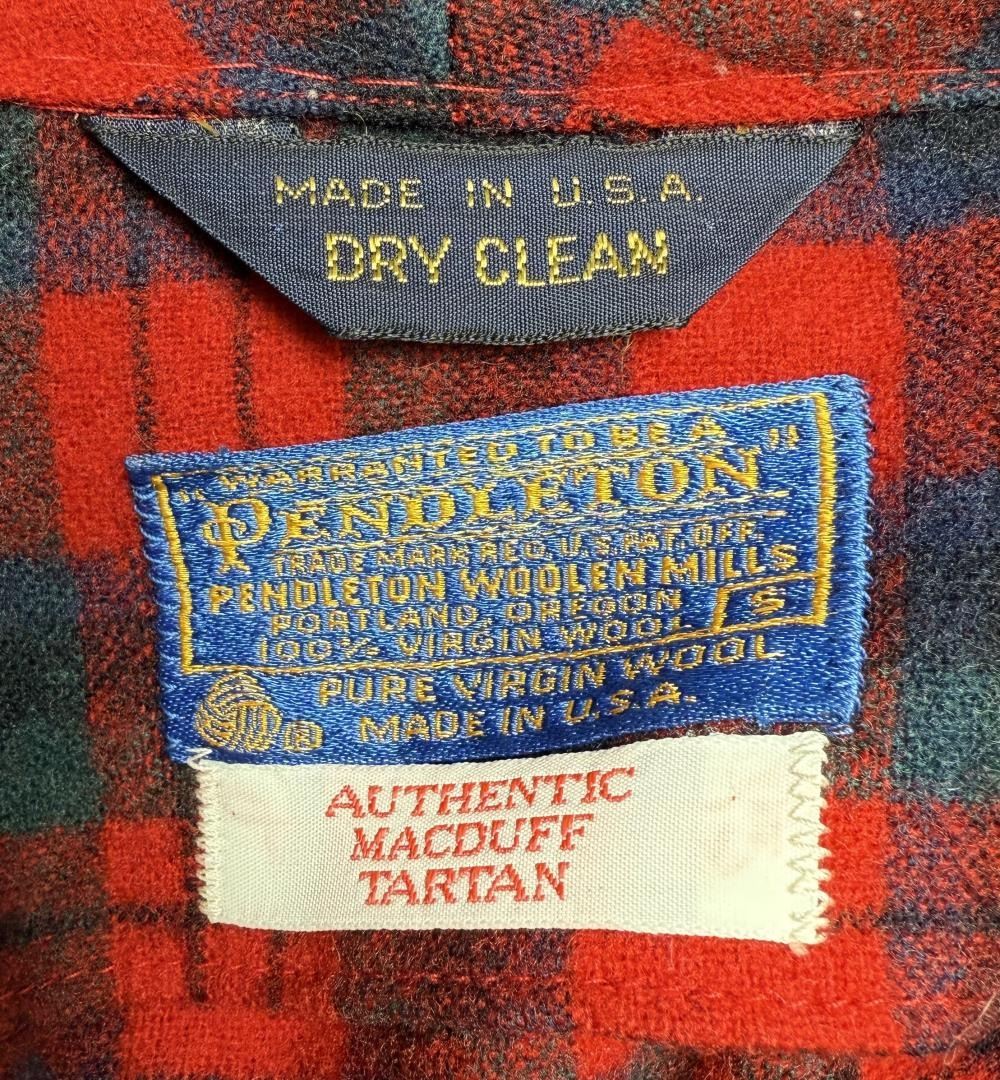 MADE IN U.S.A.
DRY CLEAN
"WARRANTED TO BE A
PENDLETON"
TRADE MARK REG. U.S. PAT. OFF.
PENDLETON WOOLEN MILLS
PORTLAND, OREGON
100% VIRGIN WOOL S
PURE VIRGIN WOOL
® MADE IN U.S.A.
AUTHENTIC
MACDUFF
TARTAN